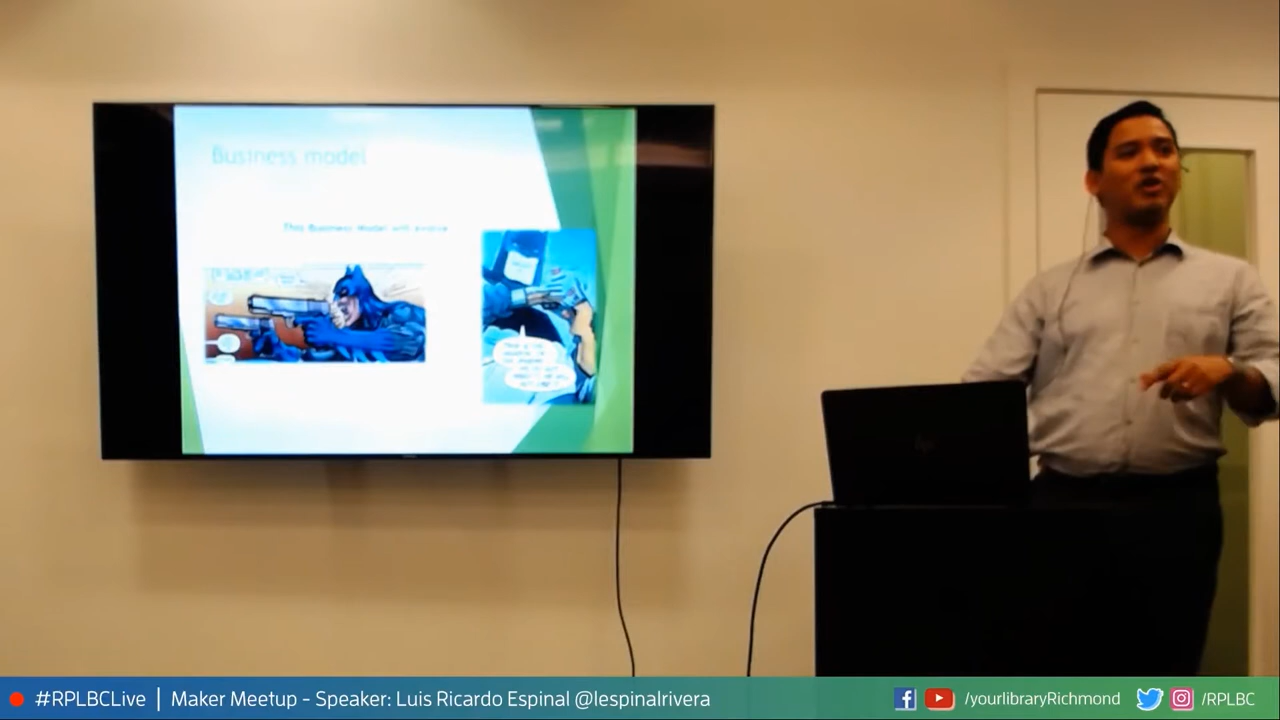 Business model
This Business Model will evolve
#RPLBCLive | Maker Meetup - Speaker: Luis Ricardo Espinal @lespinalrivera
/yourlibraryRichmond
/RPLBC